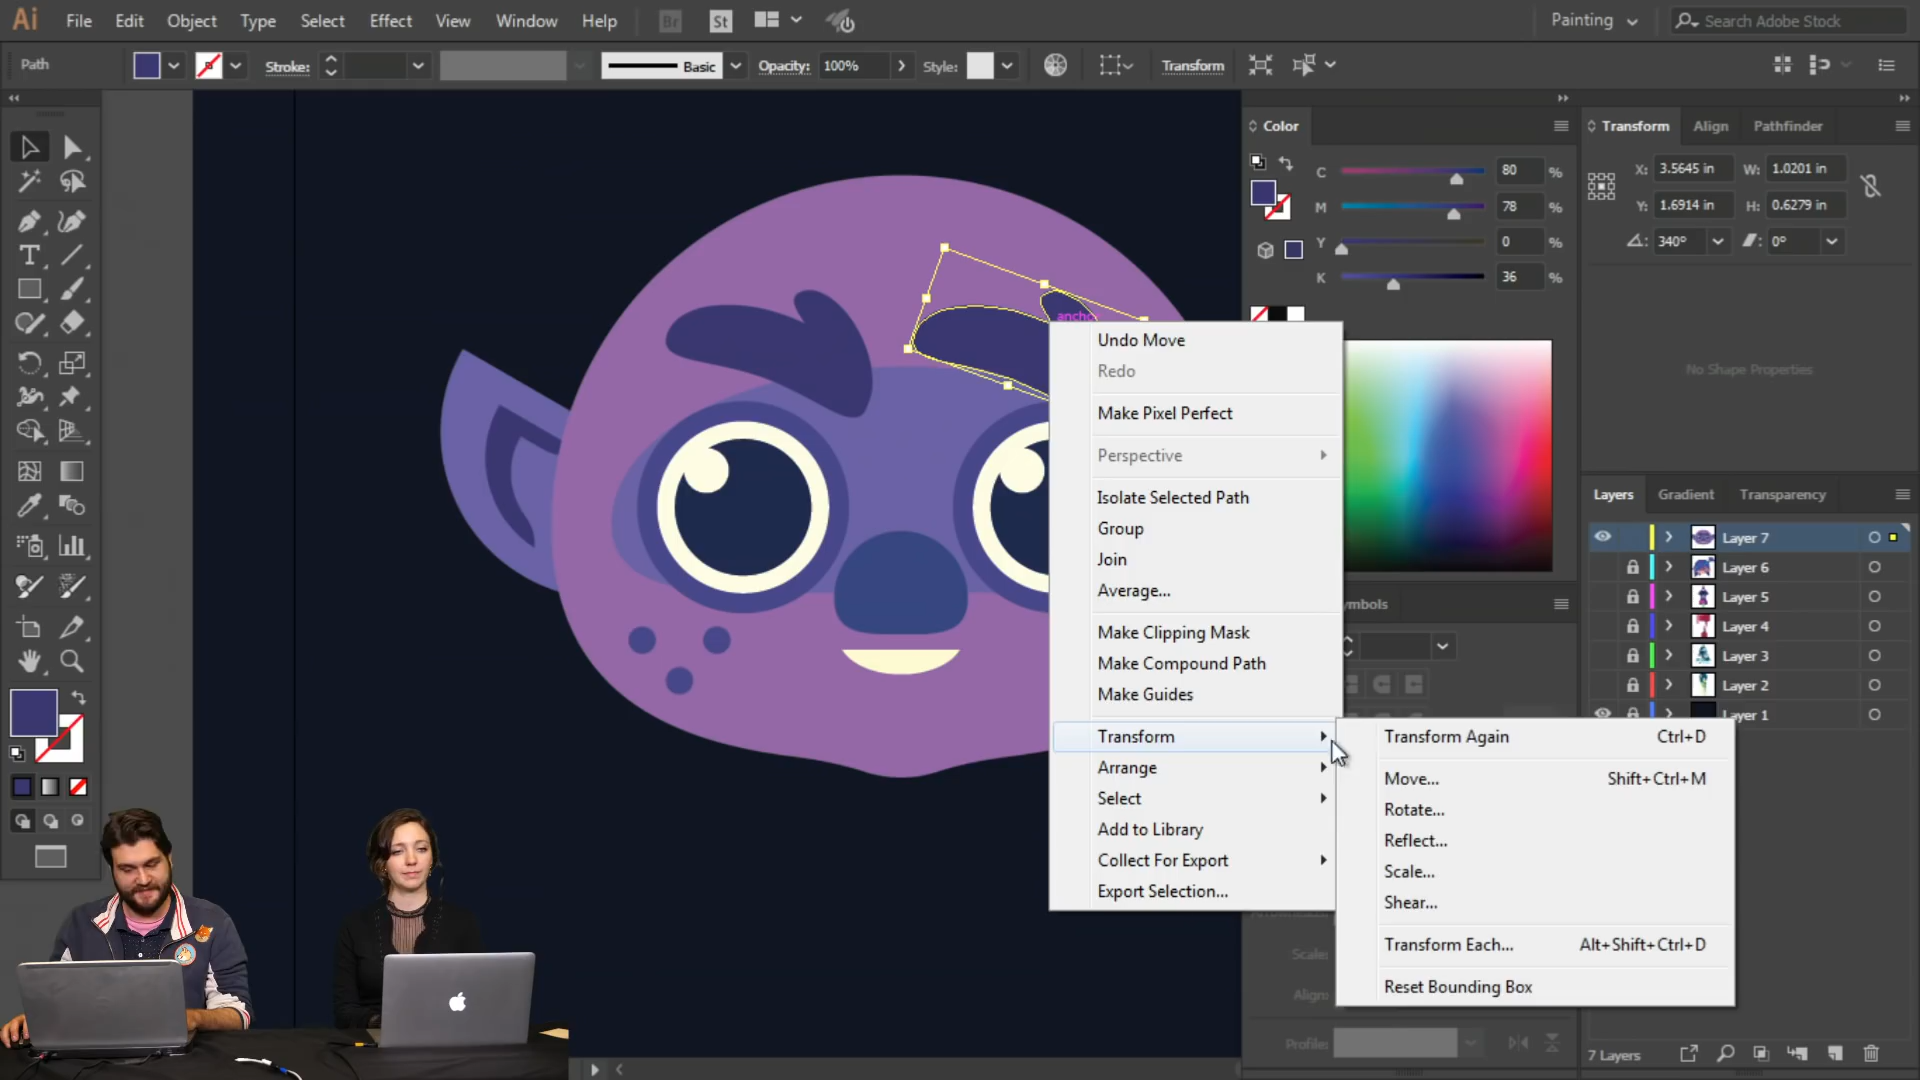 Ai File Edit Object Type Select Effect View Window Help Br St Painting Search Adobe Stock
Path Stroke: Basic Opacity: 100% Style: Transform
Color
Transform Align Pathfinder
C 80 %
M 78 %
Y 0 %
K 36 %
X: 3.5645 in W: 1.0201 in
Y: 1.6914 in H: 0.6279 in
340° 0°
No Shape Properties
ancho
Undo Move
Redo
Make Pixel Perfect
Perspective
Isolate Selected Path
Group
Join
Average...
Make Clipping Mask
Make Compound Path
Make Guides
Transform
Arrange
Select
Add to Library
Collect For Export
Export Selection...
Transform Again Ctrl+D
Move... Shift+Ctrl+M
Rotate...
Reflect...
Scale...
Shear...
Transform Each... Alt+Shift+Ctrl+D
Reset Bounding Box
ymbols
Layers Gradient Transparency
Layer 7
Layer 6
Layer 5
Layer 4
Layer 3
Layer 2
Layer 1
Scale:
Align:
Profile:
7 Layers